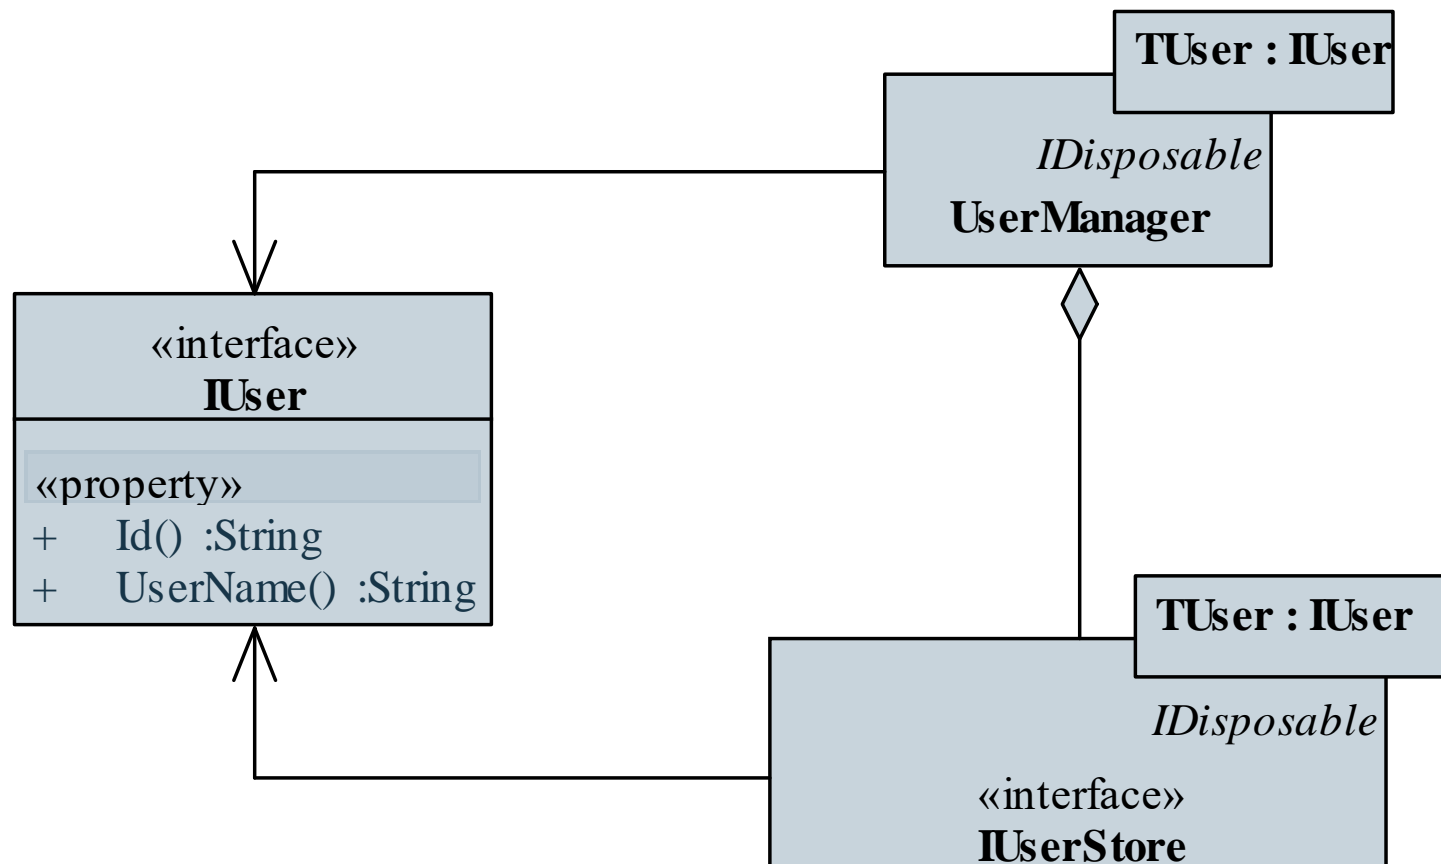 TUser : IUser
IDisposable
UserManager
«interface»
IUser
«property»
+ Id() :String
+ UserName() :String
TUser : IUser
IDisposable
«interface»
IUserStore